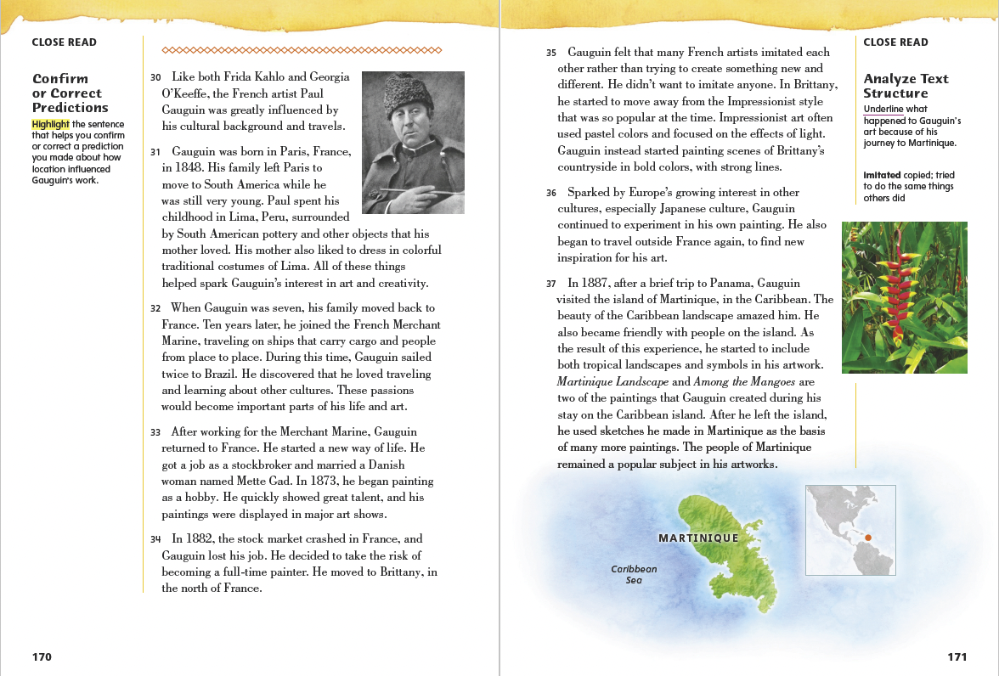 CLOSE READ
Confirm
or Correct
Predictions
Highlight the sentence
that helps you confirm
or correct a prediction
you made about how
location influenced
Gauguin's work.
30 Like both Frida Kahlo and Georgia
O'Keeffe, the French artist Paul
Gauguin was greatly influenced by
his cultural background and travels.
31 Gauguin was born in Paris, France,
in 1848. His family left Paris to
move to South America while he
was still very young. Paul spent his
childhood in Lima, Peru, surrounded
by South American pottery and other objects that his
mother loved. His mother also liked to dress in colorful
traditional costumes of Lima. All of these things
helped spark Gauguin's interest in art and creativity.
32 When Gauguin was seven, his family moved back to
France. Ten years later, he joined the French Merchant
Marine, traveling on ships that carry cargo and people
from place to place. During this time, Gauguin sailed
twice to Brazil. He discovered that he loved traveling
and learning about other cultures. These passions
would become important parts of his life and art.
33 After working for the Merchant Marine, Gauguin
returned to France. He started a new way of life. He
got a job as a stockbroker and married a Danish
woman named Mette Gad. In 1873, he began painting
as a hobby. He quickly showed great talent, and his
paintings were displayed in major art shows.
34 In 1882, the stock market crashed in France, and
Gauguin lost his job. He decided to take the risk of
becoming a full-time painter. He moved to Brittany, in
the north of France.
170
35 Gauguin felt that many French artists imitated each
other rather than trying to create something new and
different. He didn't want to imitate anyone. In Brittany,
he started to move away from the Impressionist style
that was so popular at the time. Impressionist art often
used pastel colors and focused on the effects of light.
Gauguin instead started painting scenes of Brittany's
countryside in bold colors, with strong lines.
36 Sparked by Europe's growing interest in other
cultures, especially Japanese culture, Gauguin
continued to experiment in his own painting. He also
began to travel outside France again, to find new
inspiration for his art.
37 In 1887, after a brief trip to Panama, Gauguin
visited the island of Martinique, in the Caribbean. The
beauty of the Caribbean landscape amazed him. He
also became friendly with people on the island. As
the result of this experience, he started to include
both tropical landscapes and symbols in his artwork.
Martinique Landscape and Among the Mangoes are
two of the paintings that Gauguin created during his
stay on the Caribbean island. After he left the island,
he used sketches he made in Martinique as the basis
of many more paintings. The people of Martinique
remained a popular subject in his artworks.
CLOSE READ
Analyze Text
Structure
Underline what
happened to Gauguin's
art because of his
journey to Martinique.
imitated copied; tried
to do the same things
others did
MARTINIQUE
Caribbean
Sea
171